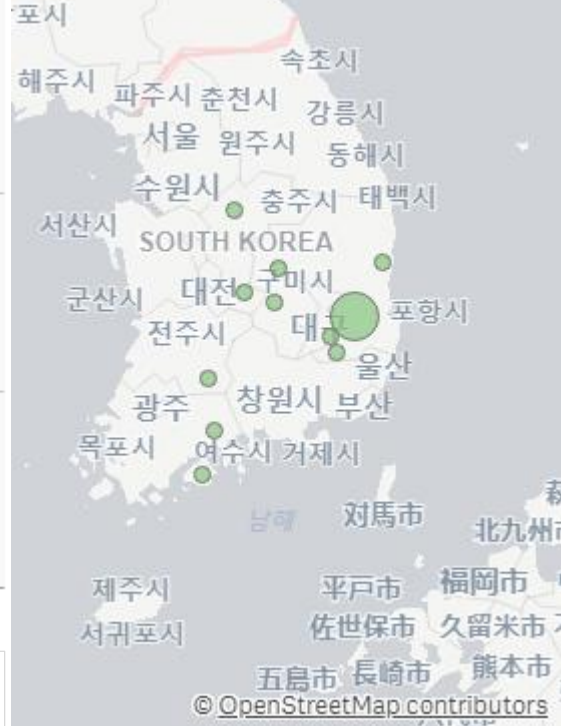 포시
속초시
해주시
파주시 춘천시
강릉시
서울 원주시
동해시
수원시
충주시 태백시
서산시
SOUTH KOREA
구미시
대전
군산시
포항시
전주시
대구
울산
광주 창원시 부산
목포시 여수시 거제시
남해
対馬市
北九州市
제주시
平戸市 福岡市
서귀포시
佐世保市 久留米市
五島市 長崎市 熊本市
© OpenStreetMap contributors